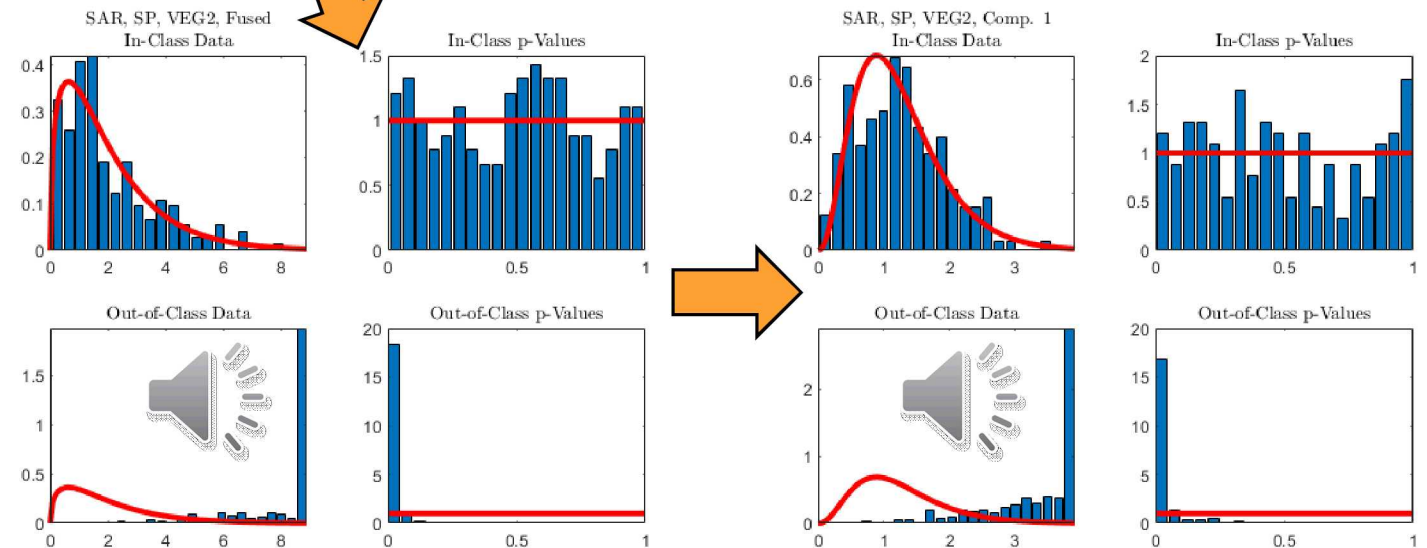 SAR, SP, VEG2, Fused
In-Class Data
0.4
0.3
0.2
0.1
0
0 2 4 6 8
In-Class p-Values
1.5
1
0.5
0
0 0.5 1
SAR, SP, VEG2, Comp. 1
In-Class Data
0.6
0.4
0.2
0
0 1 2 3
In-Class p-Values
2
1.5
1
0.5
0
0 0.5 1
Out-of-Class Data
1.5
1
0.5
0
0 2 4 6 8
Out-of-Class p-Values
20
15
10
5
0
0 0.5 1
Out-of-Class Data
2
1
0
0 1 2 3
Out-of-Class p-Values
20
15
10
5
0
0 0.5 1